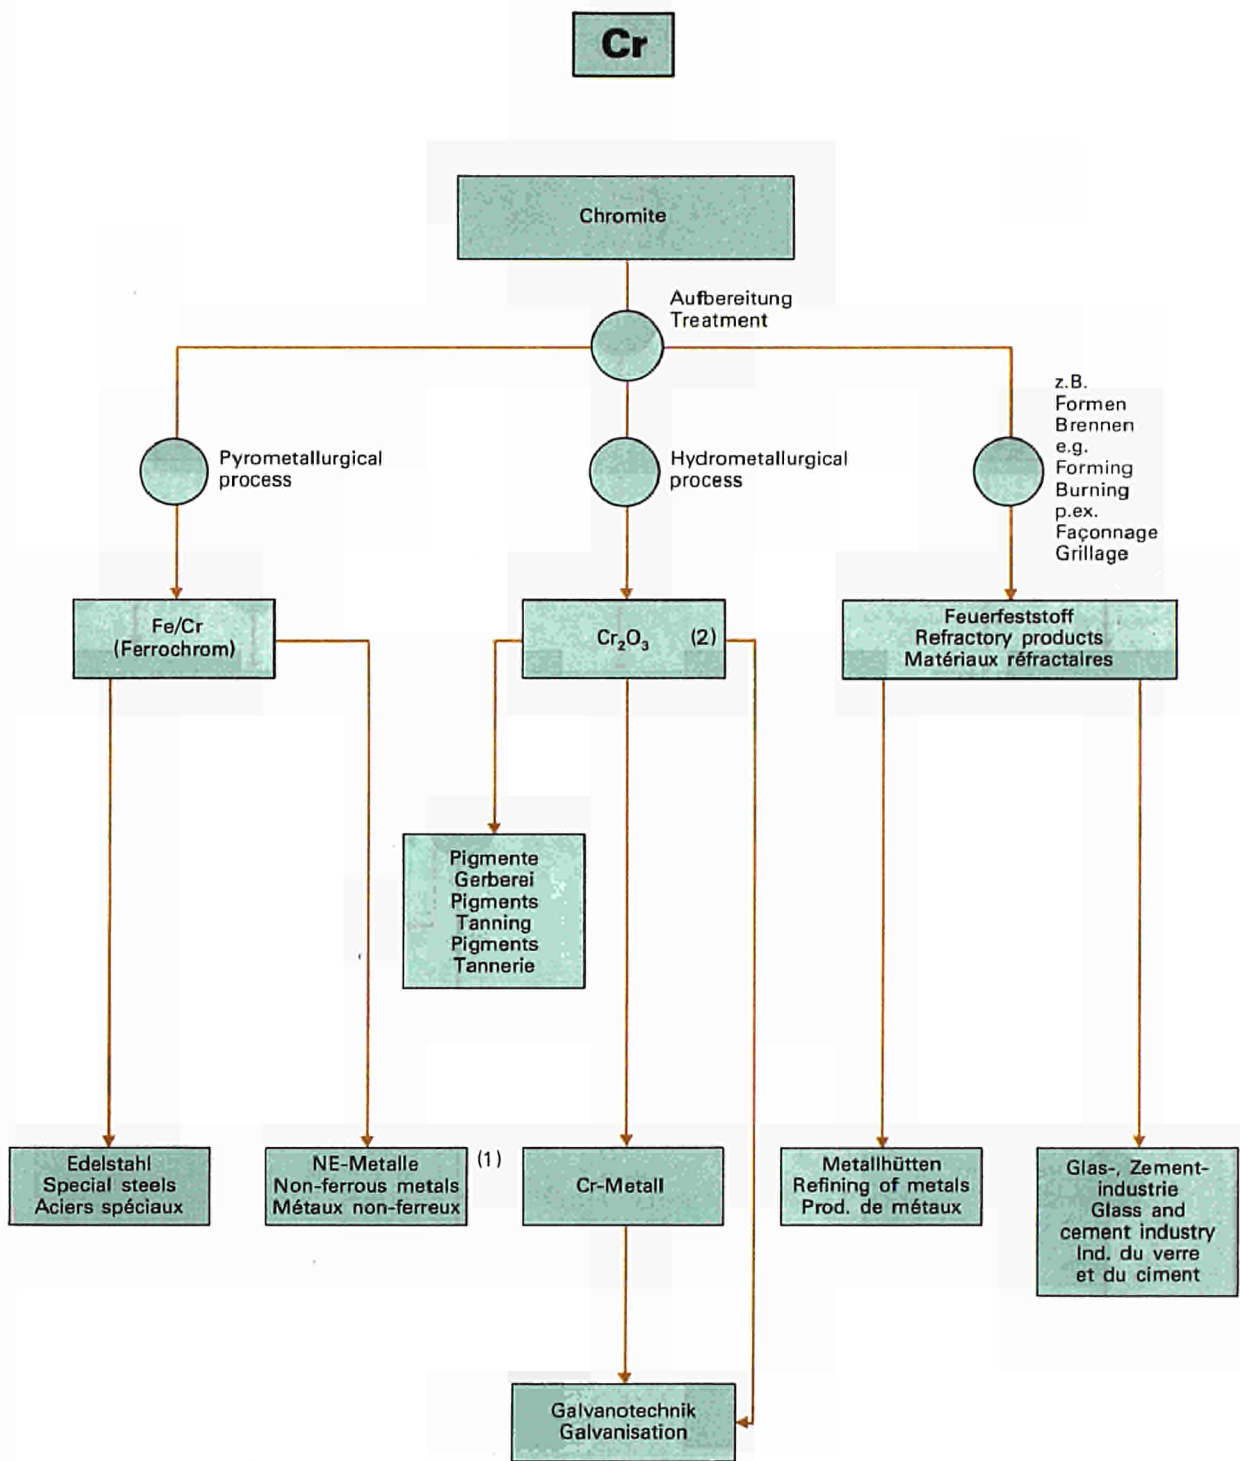 Cr
Chromite
Aufbereitung
Treatment
Pyrometallurgical
process
Hydrometallurgical
process
z.B.
Formen
Brennen
e.g.
Forming
Burning
p.ex.
Façonnage
Grillage
Fe/Cr
(Ferrochrom)
Cr₂O₃ (2)
Feuerfeststoff
Refractory products
Matériaux réfractaires
Pigmente
Gerberei
Pigments
Tanning
Pigments
Tannerie
Edelstahl
Special steels
Aciers spéciaux
NE-Metalle
Non-ferrous metals
Métaux non-ferreux
(1)
Cr-Metall
Metallhütten
Refining of metals
Prod. de métaux
Glas-, Zement-
industrie
Glass and
cement industry
Ind. du verre
et du ciment
Galvanotechnik
Galvanisation